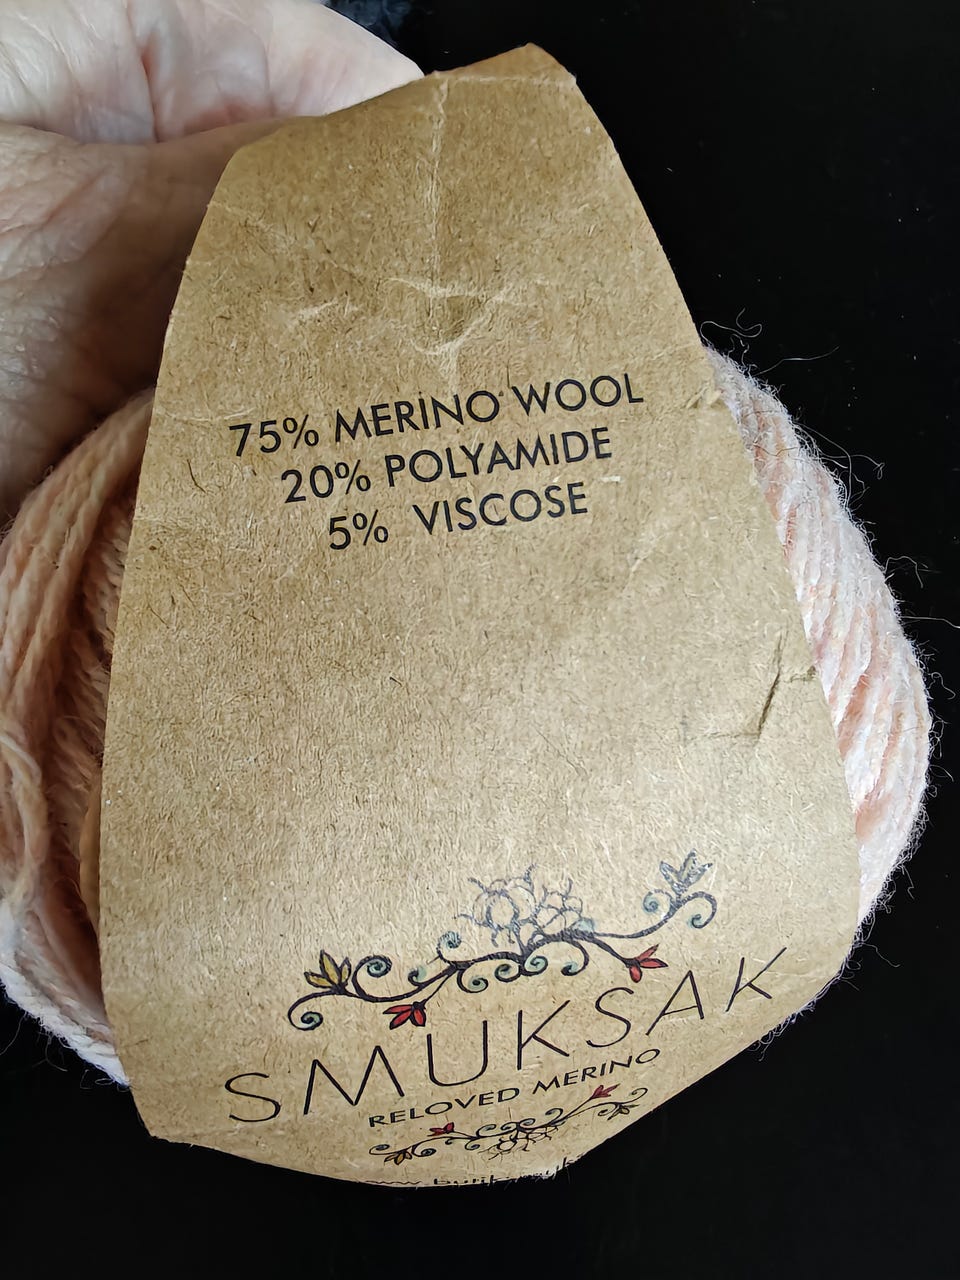 75% MERINO WOOL
20% POLYAMIDE
5% VISCOSE
SMUKSAK
RELOVED MERINO